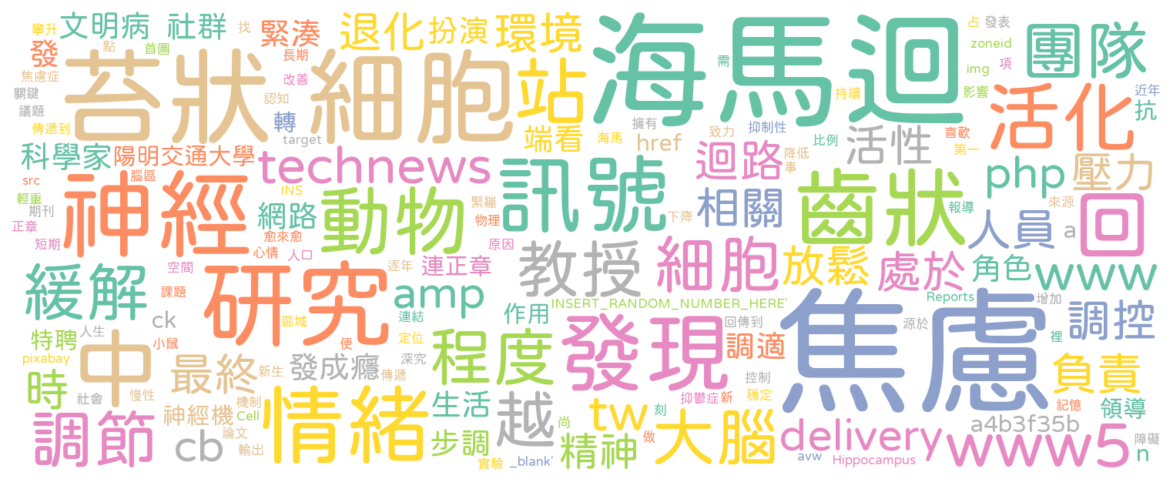 攀升
文明病
社群
找
緊湊
退化
扮演
環境
海馬迴
占
發表
團隊
發
點
首圖
長期
zoneid
需
img
項
焦慮症
苔狀
細胞
站
改善
活化
近年
關鍵
認知
轉
持續
影響
抗
議題
傳遞到
target
端看
海馬
擁有
href
致力
抑制性
比例
活性
喜歡
第一
科學家
陽明交通大學
technews
迴路
降低
事
php
壓力
src
腦區
INS
緊繃
訊號
相關
齒狀
輕重
神經
網路
動物
物理
下降
報導
人員
來源
a
回
期刊
正章
愈來愈
短期
心情
人口
原因
教授
細胞
放鬆
處於
角色
www
緩解
空間
研究
逐年
連正章
課題
amp
作用
INSERT_RANDOM_NUMBER_HERE'
Reports
增加
焦慮
特聘
ck
人生
區域
連結
回傳到
源於
調控
中
小鼠
便
定位
程度
發現
調適
裡
pixabay
最終
發成癮
深究
傳遞
新生
控制
負責
時
社會
慢性
機制
情緒
生活
越
抑鬱症
新
穩定
神經機
Cell
尚
tw
刻
大腦
記憶
領導
調節
cb
論文
步調
精神
做
delivery
a4b3f35b
www5
障礙
輸出
實驗
_blank'
avw
Hippocampus
n